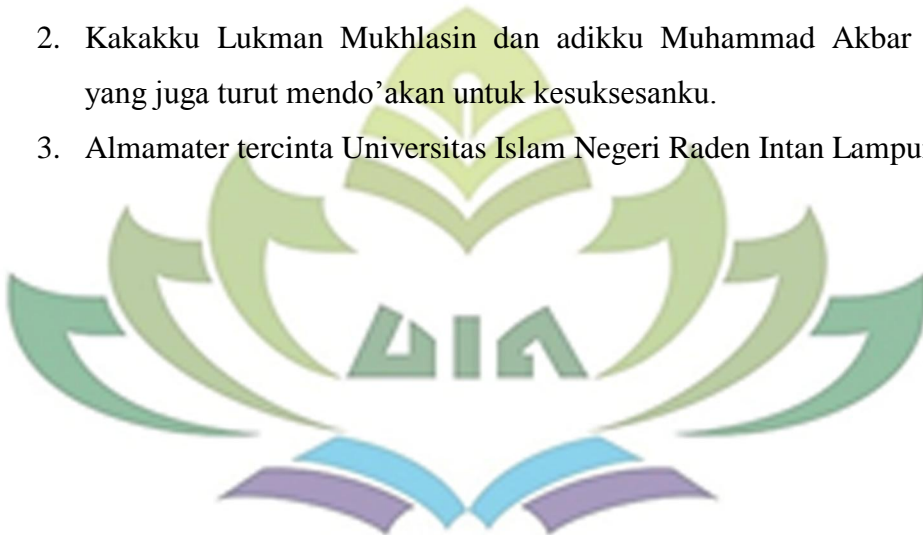 2. Kakakku Lukman Mukhlasin dan adikku Muhammad Akbar
yang juga turut mendo’akan untuk kesuksesanku.
3. Almamater tercinta Universitas Islam Negeri Raden Intan
UIN